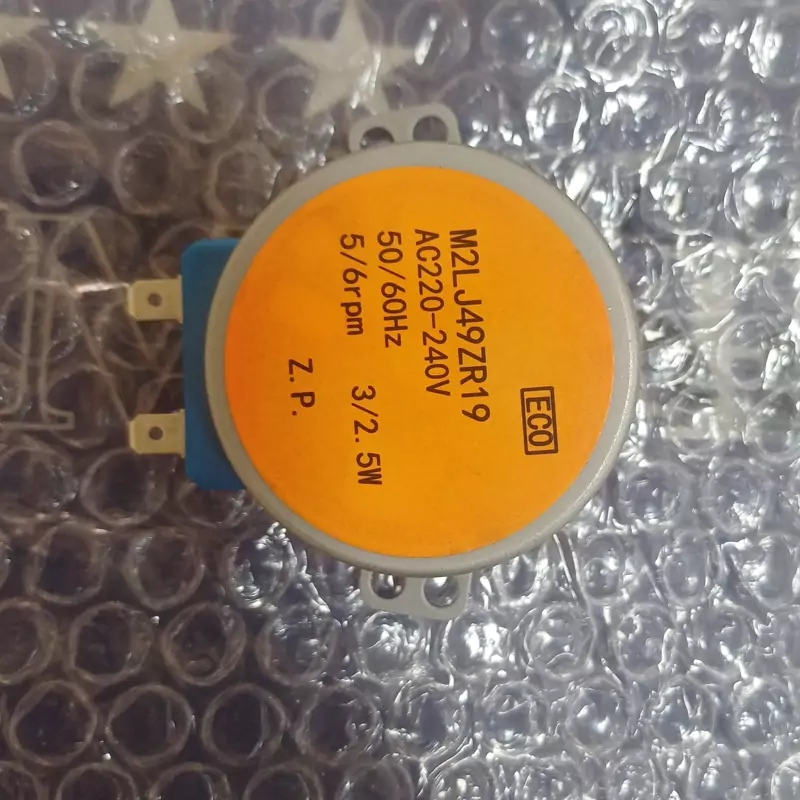 ECO
M2LJ49ZR19
AC220-240V
50/60Hz
5/6rpm 3/2.5W
Z.P.